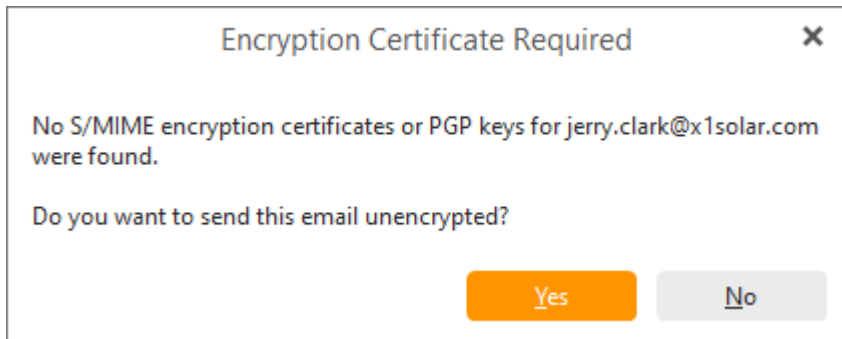 Encryption Certificate Required
No S/MIME encryption certificates or PGP keys for jerry.clark@x1solar.com
were found.
Do you want to send this email unencrypted?
Yes
No